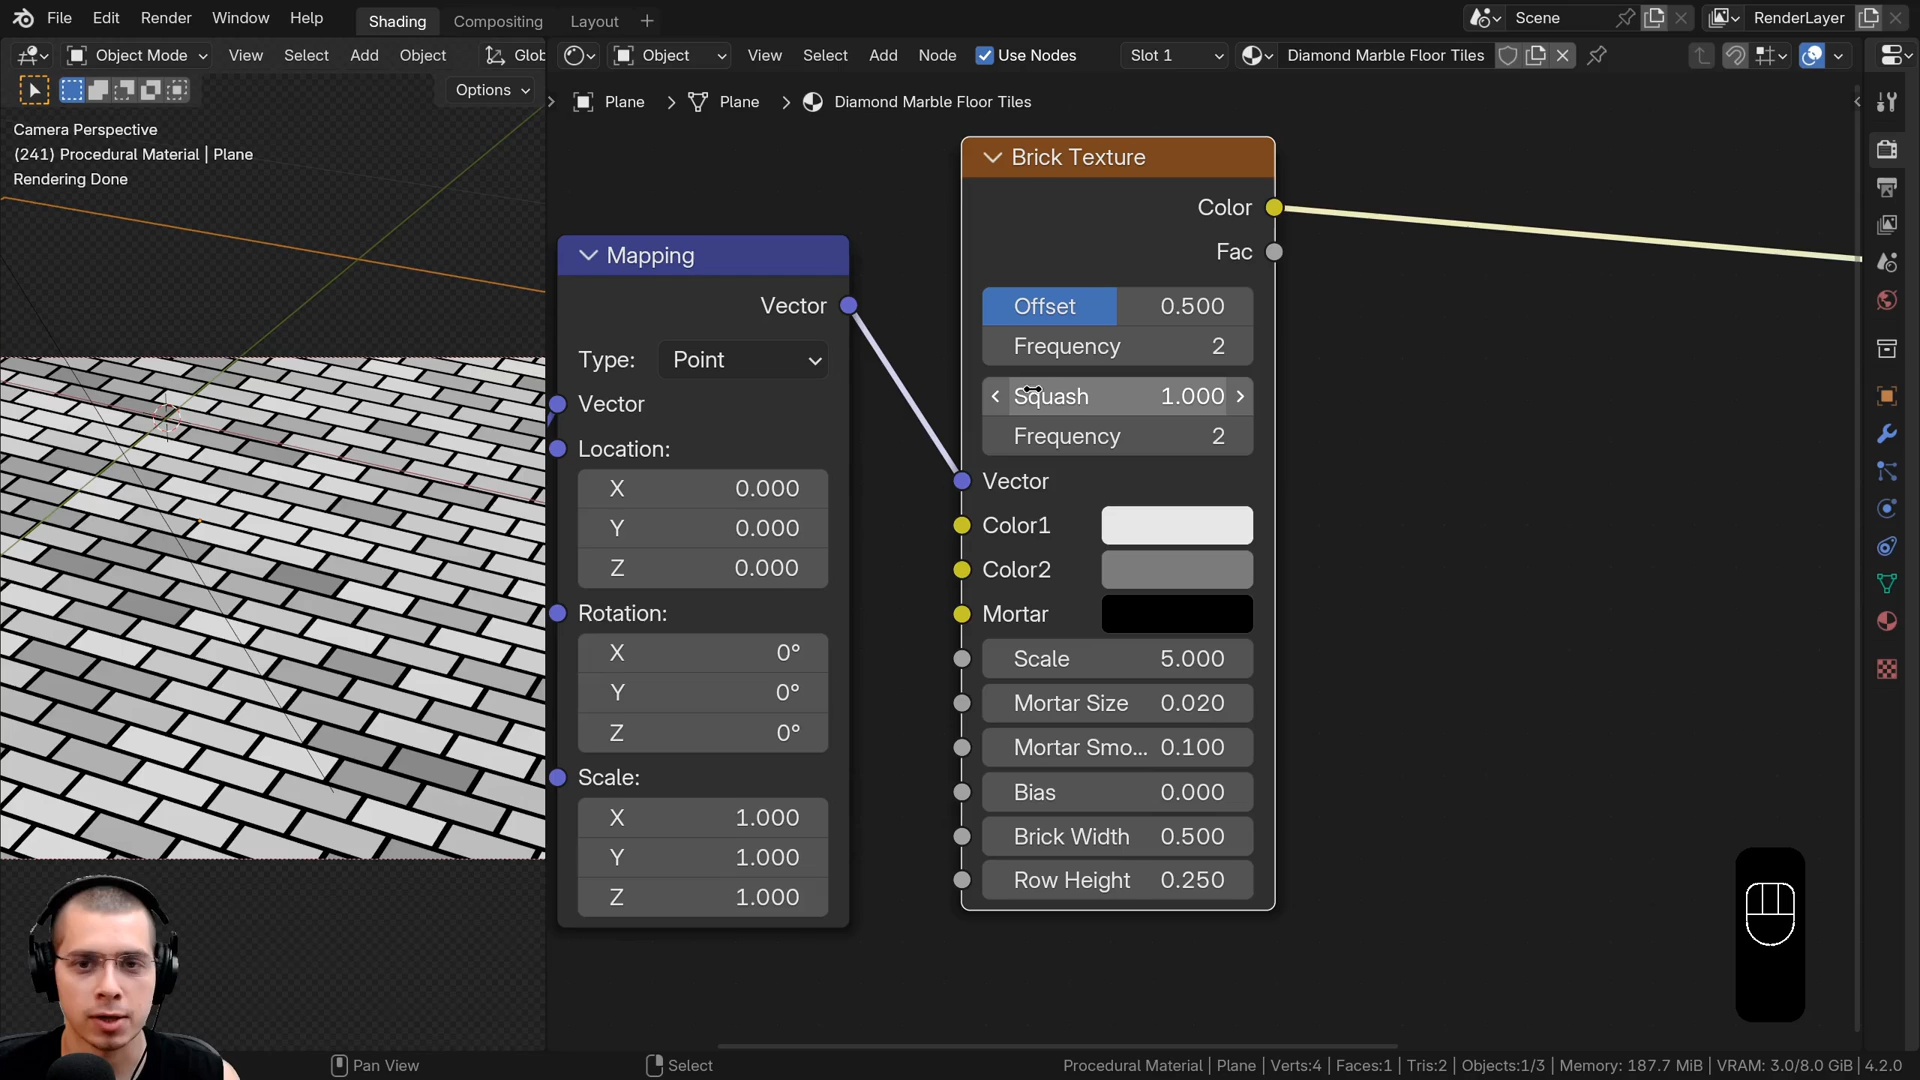 File Edit Render Window Help Shading Compositing Layout + Scene RenderLayer
Object Mode View Select Add Object Glob Object View Select Add Node Use Nodes Slot 1 Diamond Marble Floor Tiles
Options
Plane > Plane > Diamond Marble Floor Tiles
Camera Perspective
(241) Procedural Material | Plane
Rendering Done
Mapping
Vector
Type: Point
Vector
Location:
X 0.000
Y 0.000
Z 0.000
Rotation:
X 0°
Y 0°
Z 0°
Scale:
X 1.000
Y 1.000
Z 1.000
Brick Texture
Color
Fac
Offset 0.500
Frequency 2
Squash 1.000
Frequency 2
Vector
Color1
Color2
Mortar
Scale 5.000
Mortar Size 0.020
Mortar Smo... 0.100
Bias 0.000
Brick Width 0.500
Row Height 0.250
Pan View Select Procedural Material | Plane | Verts:4 | Faces:1 | Tris:2 | Objects:1/3 | Memory: 187.7 MiB | VRAM: 3.0/8.0 GiB | 4.2.0